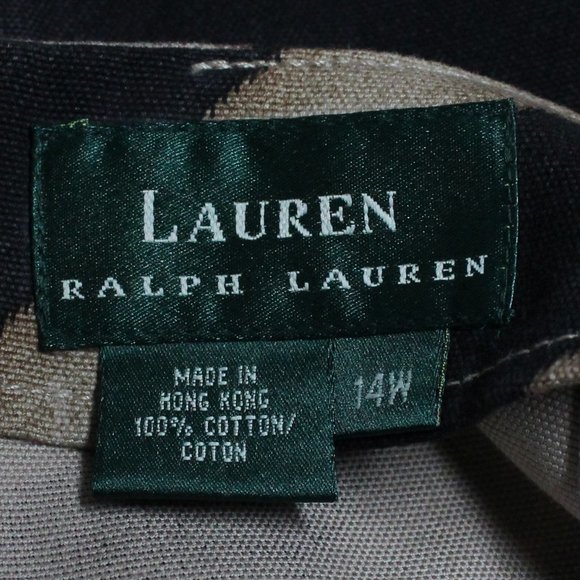 LAUREN
RALPH LAUREN
MADE IN
HONG KONG
100% COTTON/
COTON
14W